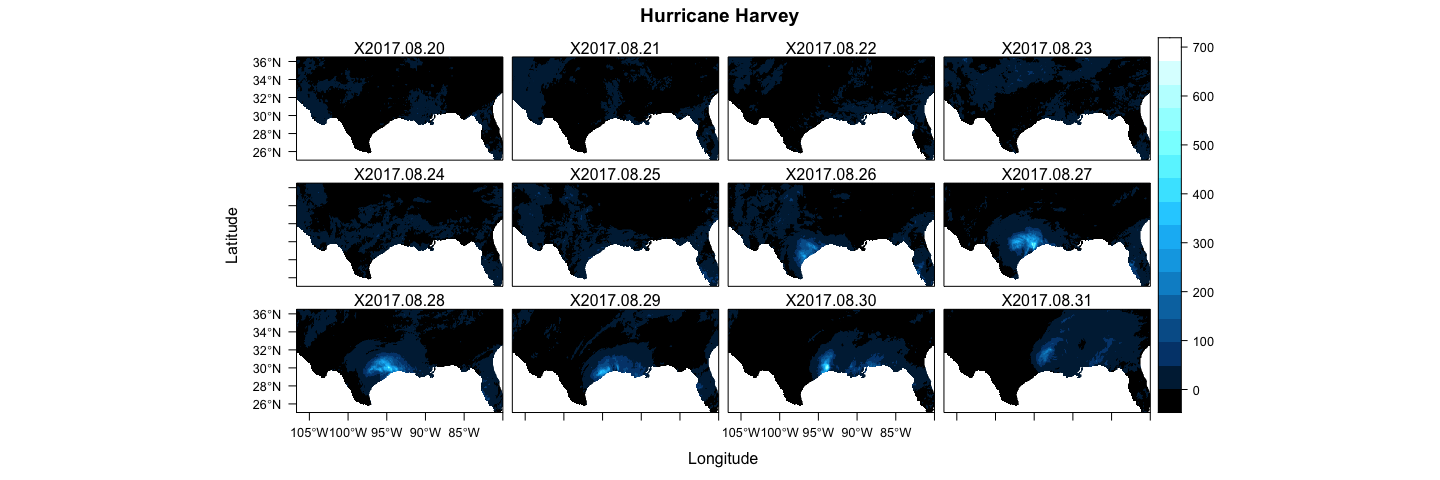 Hurricane Harvey
X2017.08.20 X2017.08.21 X2017.08.22 X2017.08.23
36°N
34°N
32°N
30°N
28°N
26°N
X2017.08.24 X2017.08.25 X2017.08.26 X2017.08.27
X2017.08.28 X2017.08.29 X2017.08.30 X2017.08.31
36°N
34°N
32°N
30°N
28°N
26°N
105°W 100°W 95°W 90°W 85°W 105°W 100°W 95°W 90°W 85°W
Longitude
Latitude
700
600
500
400
300
200
100
0